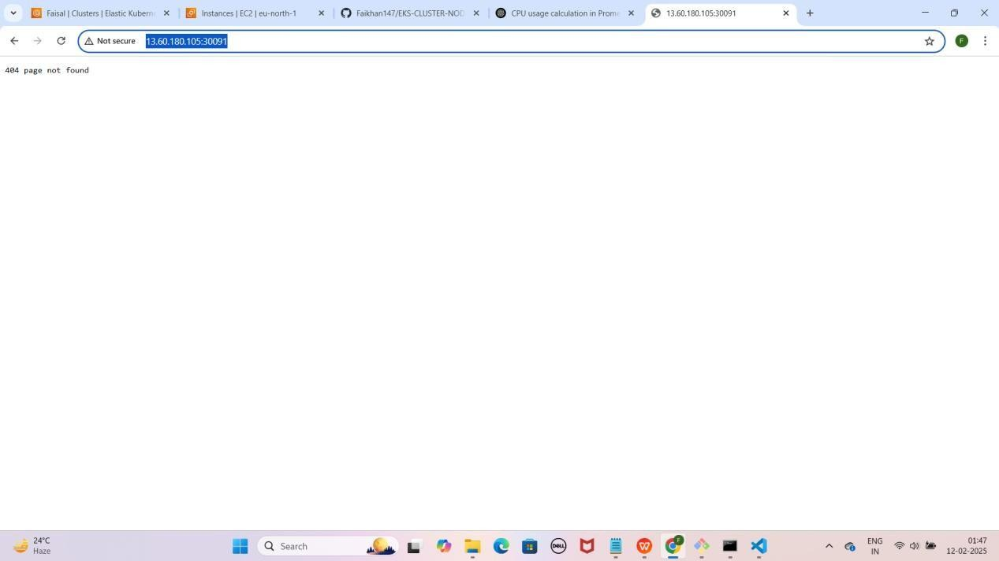 Faisal | Clusters | Elastic Kuberne
Instances | EC2 | eu-north-1
Faikhan147/EKS-CLUSTER-NOD
CPU usage calculation in Prome
13.60.180.105:30091
Not secure
13.60.180.105:30091
F
404 page not found
24°C
Haze
Search
DELL
W
F
ENG
IN
01:47
12-02-2025